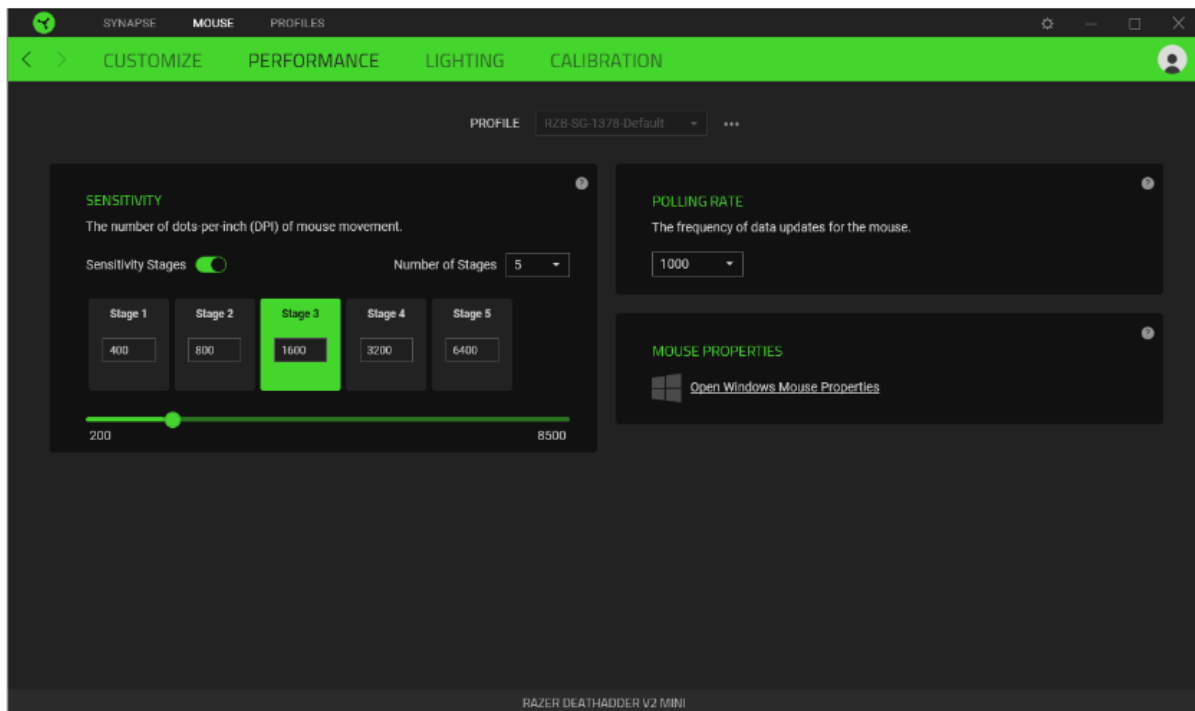 SYNAPSE MOUSE PROFILES
CUSTOMIZE PERFORMANCE LIGHTING CALIBRATION
PROFILE RZB-SG-1378-Default
SENSITIVITY
The number of dots-per-inch (DPI) of mouse movement.
Sensitivity Stages Number of Stages 5
Stage 1 Stage 2 Stage 3 Stage 4 Stage 5
400 800 1600 3200 6400
200 8500
POLLING RATE
The frequency of data updates for the mouse.
1000
MOUSE PROPERTIES
Open Windows Mouse Properties
RAZER DEATHADDER V2 MINI